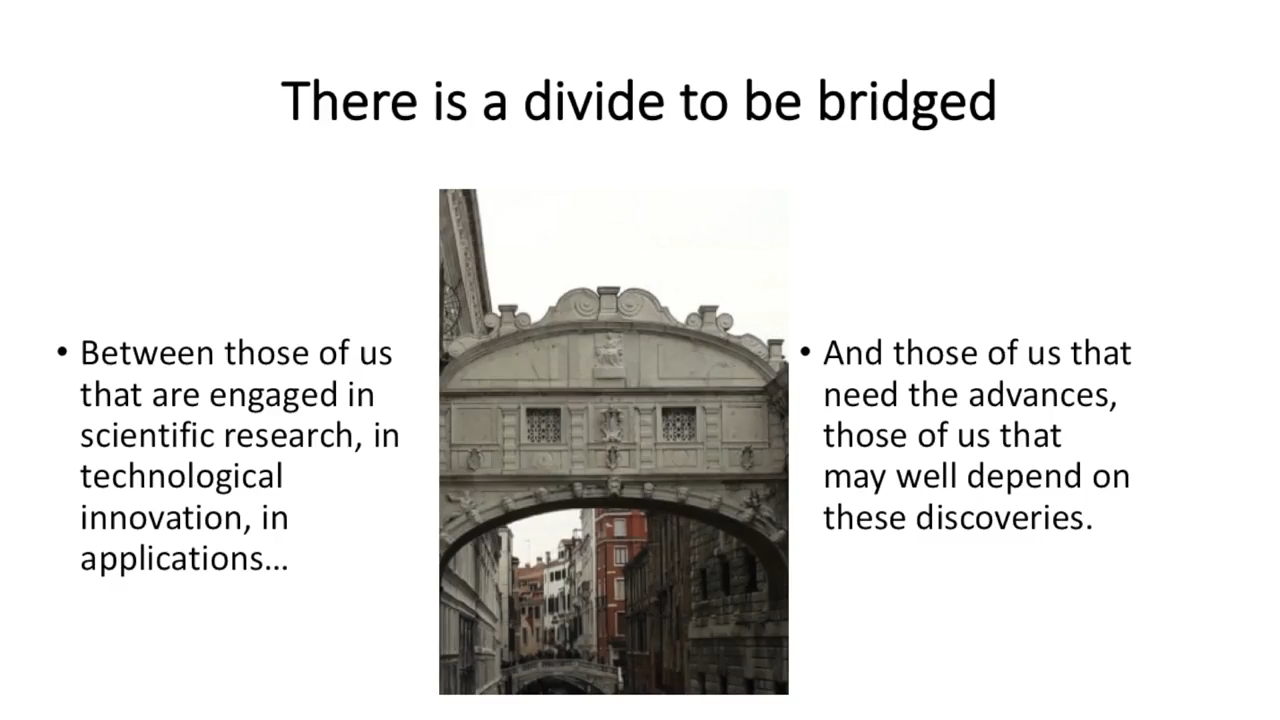 There is a divide to be bridged
• Between those of us
that are engaged in
scientific research, in
technological
innovation, in
applications…
• And those of us that
need the advances,
those of us that
may well depend on
these discoveries.